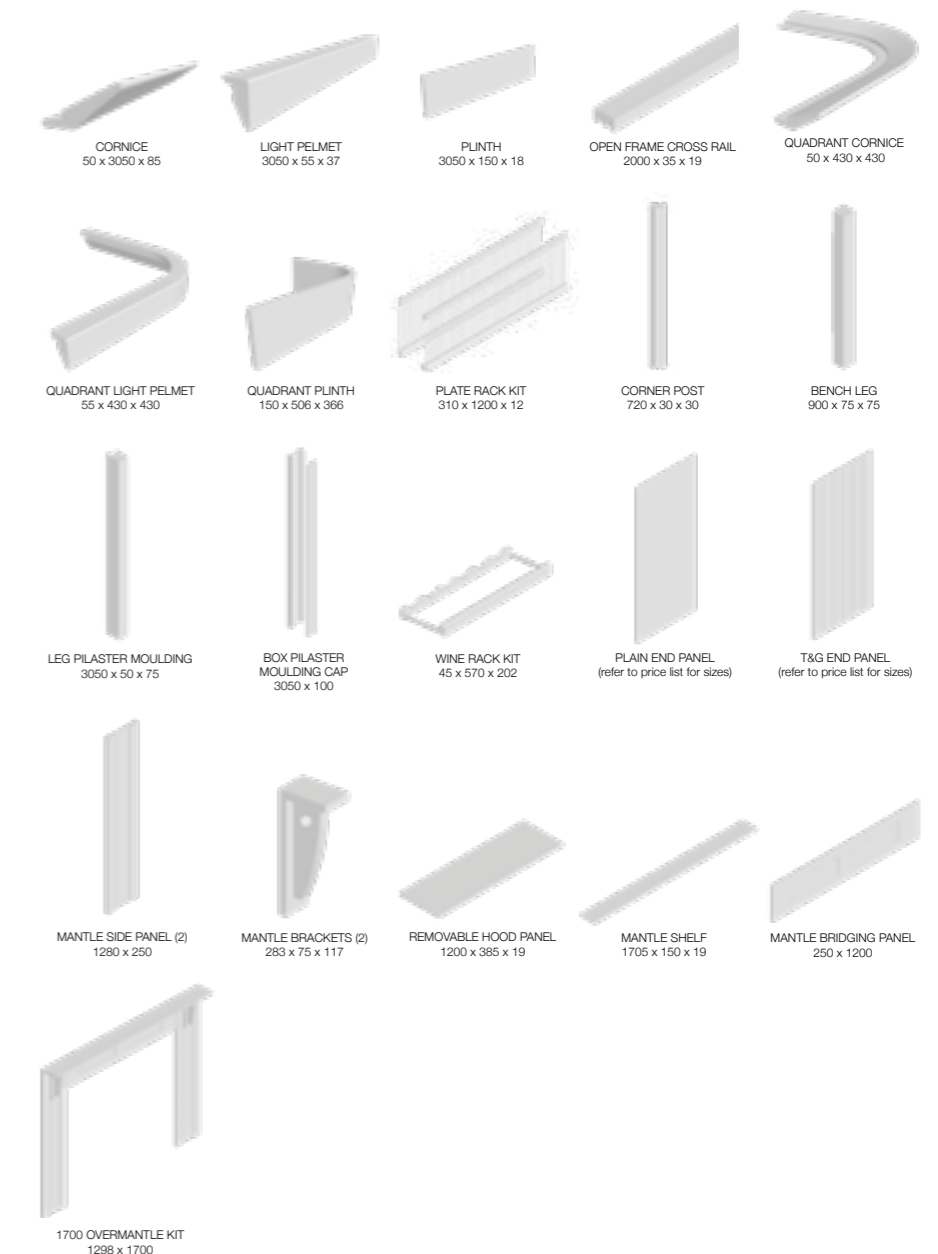 CORNICE
50 x 3050 x 85
LIGHT PELMET
3050 x 55 x 37
PLINTH
3050 x 150 x 18
OPEN FRAME CROSS RAIL
2000 x 35 x 19
QUADRANT CORNICE
50 x 430 x 430
QUADRANT LIGHT PELMET
55 x 430 x 430
QUADRANT PLINTH
150 x 506 x 366
PLATE RACK KIT
310 x 1200 x 12
CORNER POST
720 x 30 x 30
BENCH LEG
900 x 75 x 75
LEG PILASTER MOULDING
3050 x 50 x 75
BOX PILASTER
MOULDING CAP
3050 x 100
WINE RACK KIT
45 x 570 x 202
PLAIN END PANEL
(refer to price list for sizes)
T&G END PANEL
(refer to price list for sizes)
MANTLE SIDE PANEL (2)
1280 x 250
MANTLE BRACKETS (2)
283 x 75 x 117
REMOVABLE HOOD PANEL
1200 x 385 x 19
MANTLE SHELF
1705 x 150 x 19
MANTLE BRIDGING PANEL
250 x 1200
1700 OVERMANTLE KIT
1298 x 1700